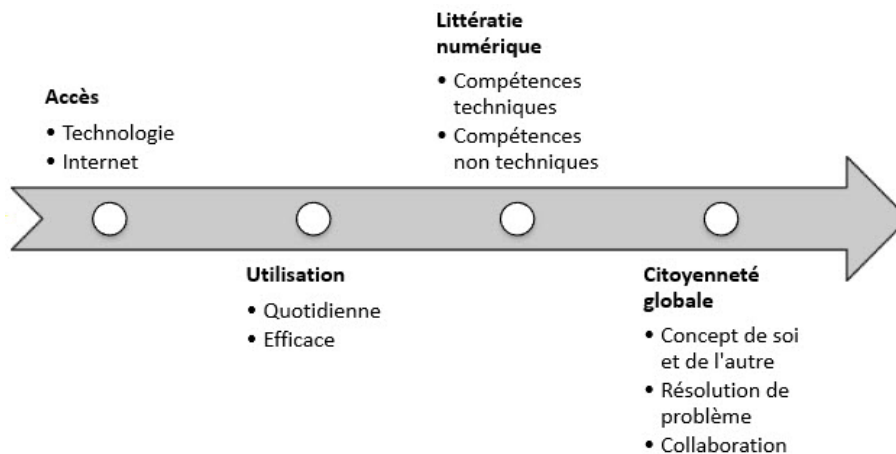 Accès
• Technologie
• Internet
Utilisation
• Quotidienne
• Efficace
Littératie
numérique
• Compétences
techniques
• Compétences
non techniques
Citoyenneté
globale
• Concept de soi
et de l'autre
• Résolution de
problème
• Collaboration